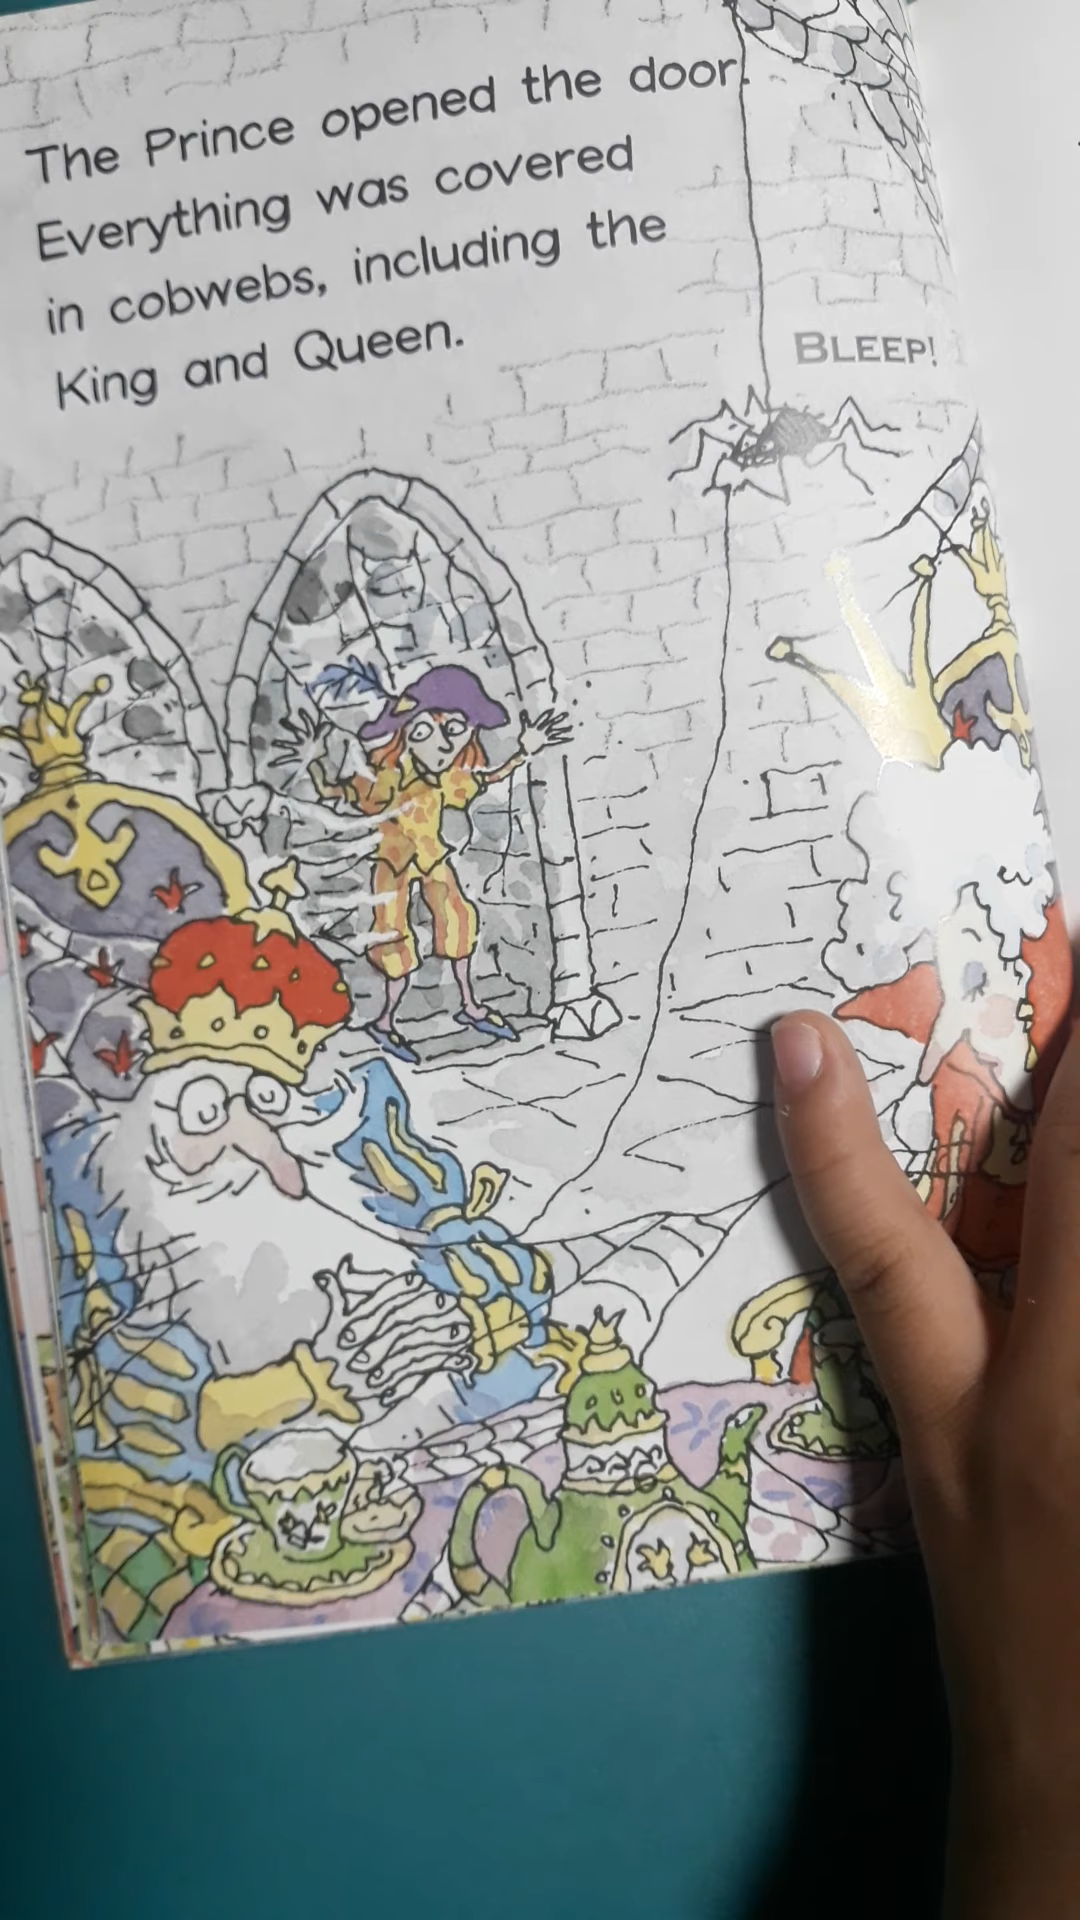 The Prince opened the door.
Everything was covered
in cobwebs, including the
King and Queen.
BLEEP!